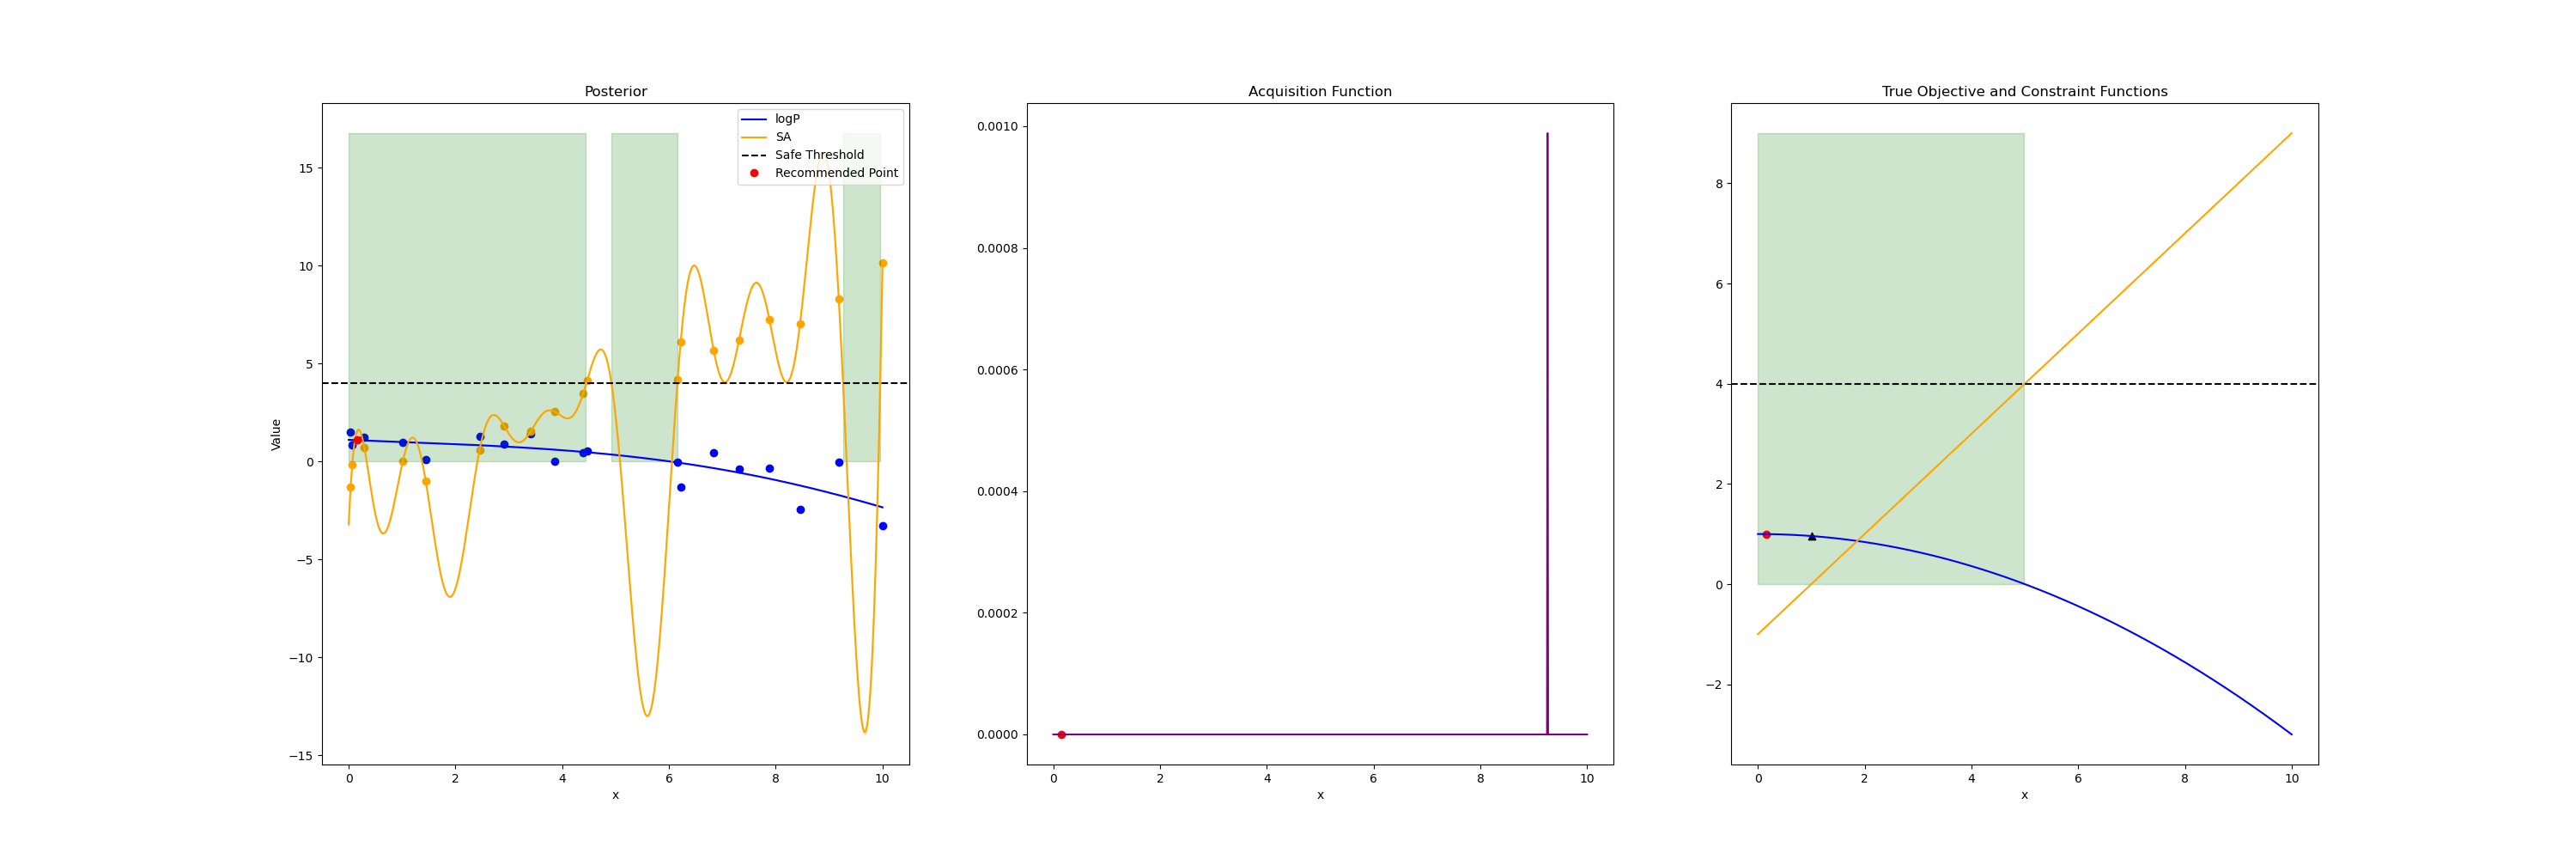 Posterior
logP
SA
Safe Threshold
Recommended Point
Value
15
10
5
0
−5
−10
−15
0 2 4 6 8 10
x
Acquisition Function
0.0010
0.0008
0.0006
0.0004
0.0002
0.0000
0 2 4 6 8 10
x
True Objective and Constraint Functions
8
6
4
2
0
−2
0 2 4 6 8 10
x